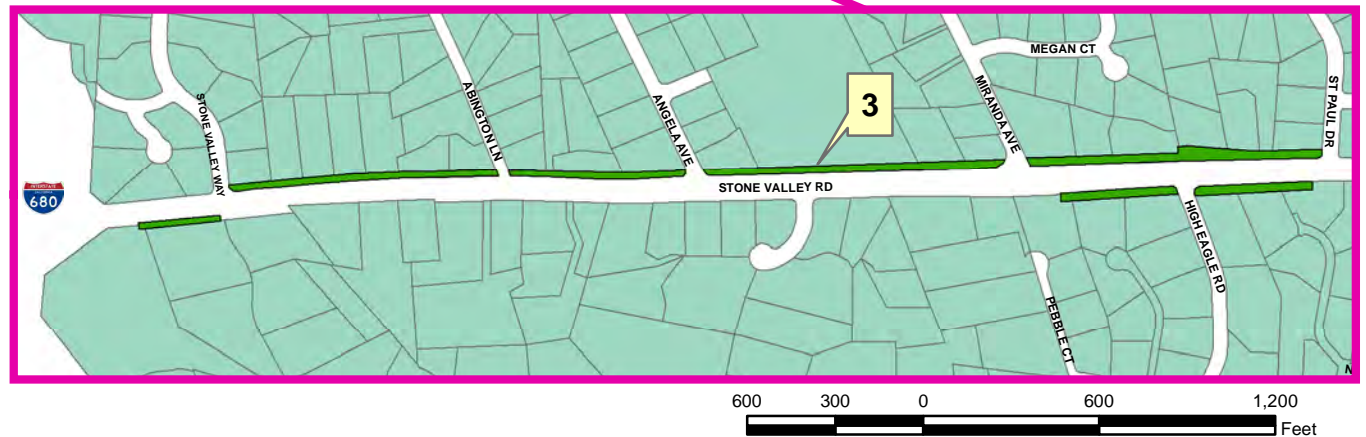 MEGAN CT
3
STONE VALLEY WAY
ABINGTON LN
ANGELA AVE
MIRANDA AVE
ST PAUL DR
INTERSTATE
CALIFORNIA
680
STONE VALLEY RD
HIGH EAGLE RD
PEBBLE CT
600 300 0 600 1,200
Feet